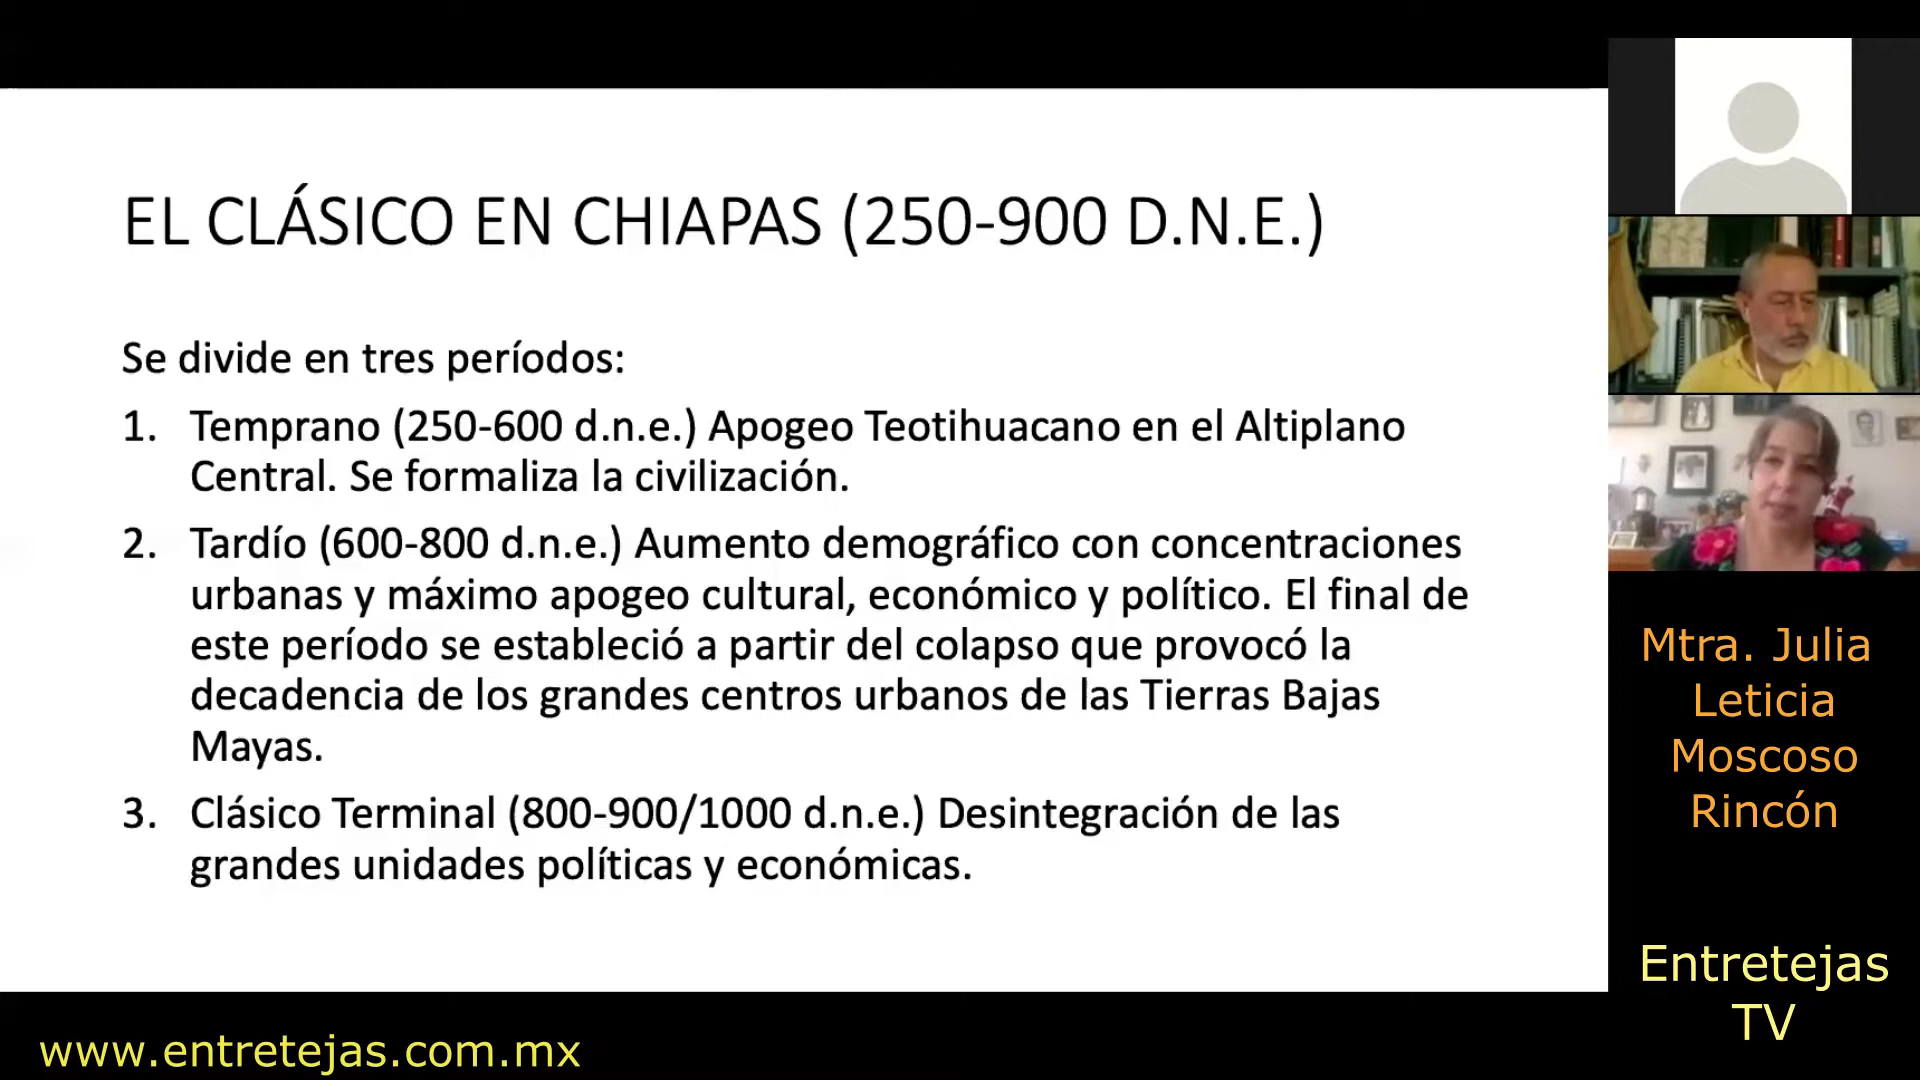 EL CLÁSICO EN CHIAPAS (250-900 D.N.E.)
Se divide en tres períodos:
1. Temprano (250-600 d.n.e.) Apogeo Teotihuacano en el Altiplano
Central. Se formaliza la civilización.
2. Tardío (600-800 d.n.e.) Aumento demográfico con concentraciones
urbanas y máximo apogeo cultural, económico y político. El final de
este período se estableció a partir del colapso que provocó la
decadencia de los grandes centros urbanos de las Tierras Bajas
Mayas.
3. Clásico Terminal (800-900/1000 d.n.e.) Desintegración de las
grandes unidades políticas y económicas.
Mtra. Julia
Leticia
Moscoso
Rincón
Entretejas
TV
www.entretejas.com.mx